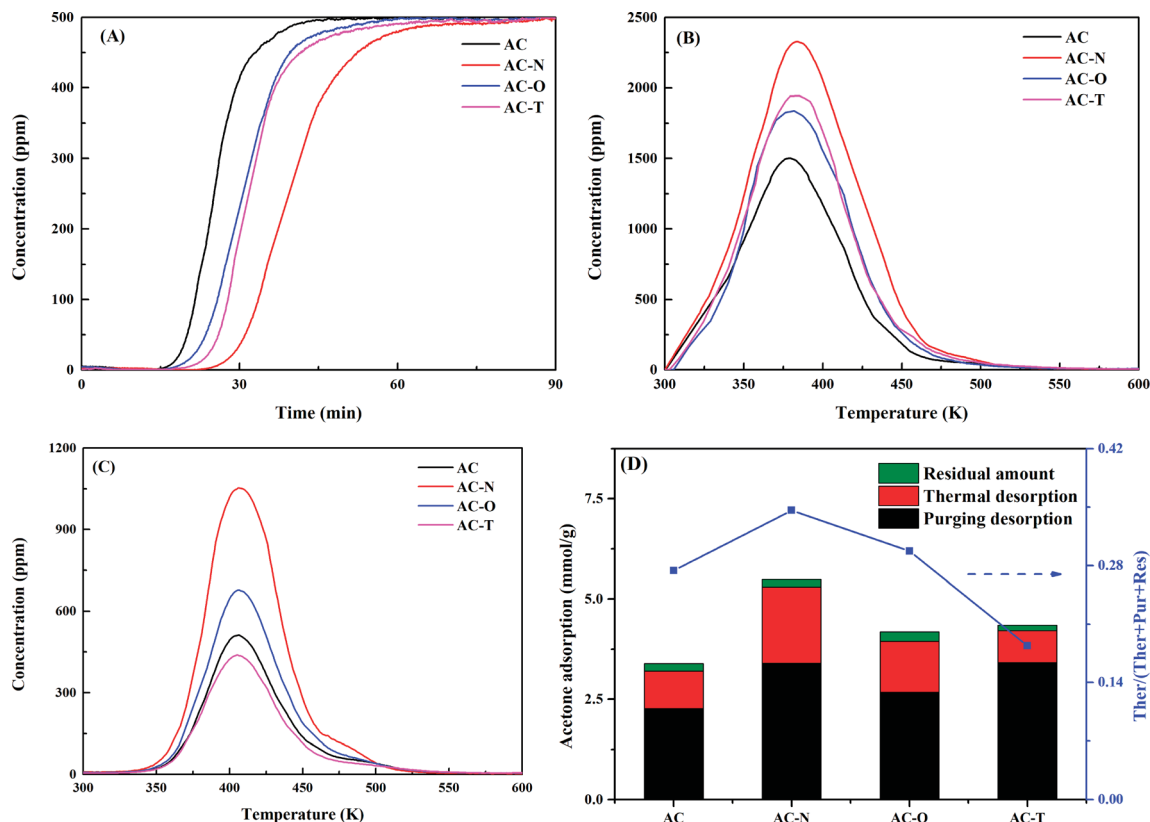 (A)
AC
AC-N
AC-O
AC-T
500
400
300
200
100
0
0
30
60
90
Concentration (ppm)
Time (min)
(B)
AC
AC-N
AC-O
AC-T
2500
2000
1500
1000
500
0
300
350
400
450
500
550
600
Concentration (ppm)
Temperature (K)
(C)
AC
AC-N
AC-O
AC-T
1200
900
600
300
0
300
350
400
450
500
550
600
Concentration (ppm)
Temperature (K)
(D)
Residual amount
Thermal desorption
Purging desorption
7.5
5.0
2.5
0.0
0.42
0.28
0.14
0.00
Acetone adsorption (mmol/g)
Ther/(Ther+Pur+Res)
AC
AC-N
AC-O
AC-T